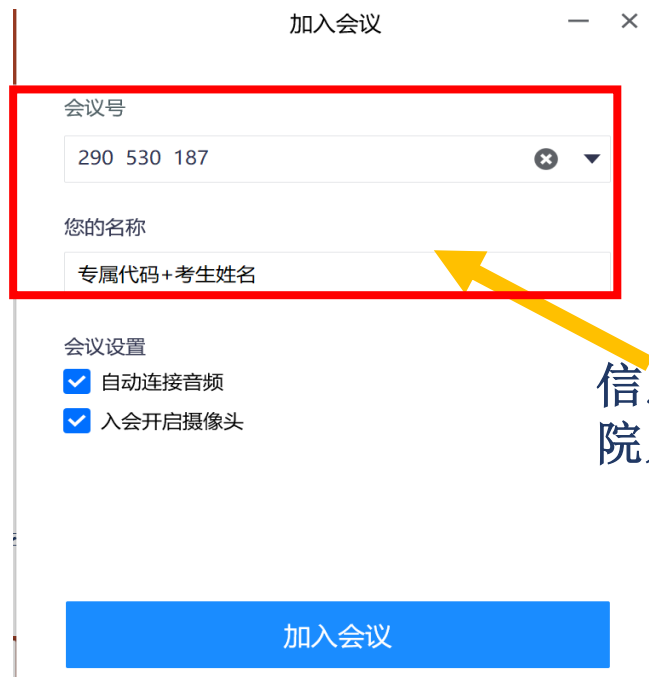 加入会议
会议号
290 530 187
您的名称
专属代码+考生姓名
会议设置
自动连接音频
入会开启摄像头
信
院
加入会议